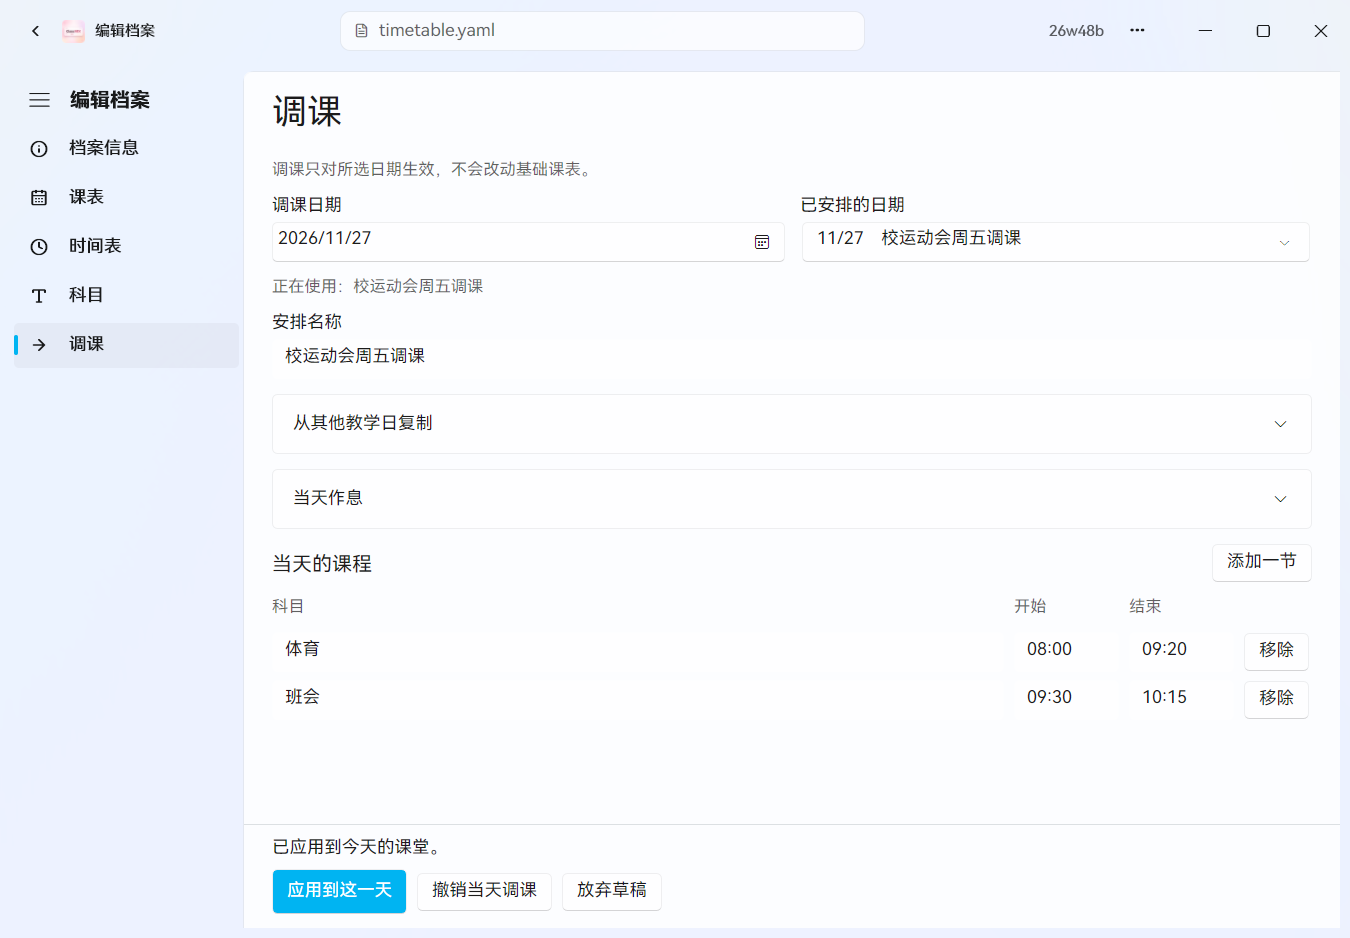 编辑档案
timetable.yaml
26w48b
编辑档案
档案信息
课表
时间表
科目
调课
调课
调课只对所选日期生效，不会改动基础课表。
调课日期
已安排的日期
2026/11/27
11/27 校运动会周五调课
正在使用：校运动会周五调课
安排名称
校运动会周五调课
从其他教学日复制
当天作息
当天的课程
添加一节
科目 开始 结束
体育 08:00 09:20 移除
班会 09:30 10:15 移除
已应用到今天的课堂。
应用到这一天 撤销当天调课 放弃草稿